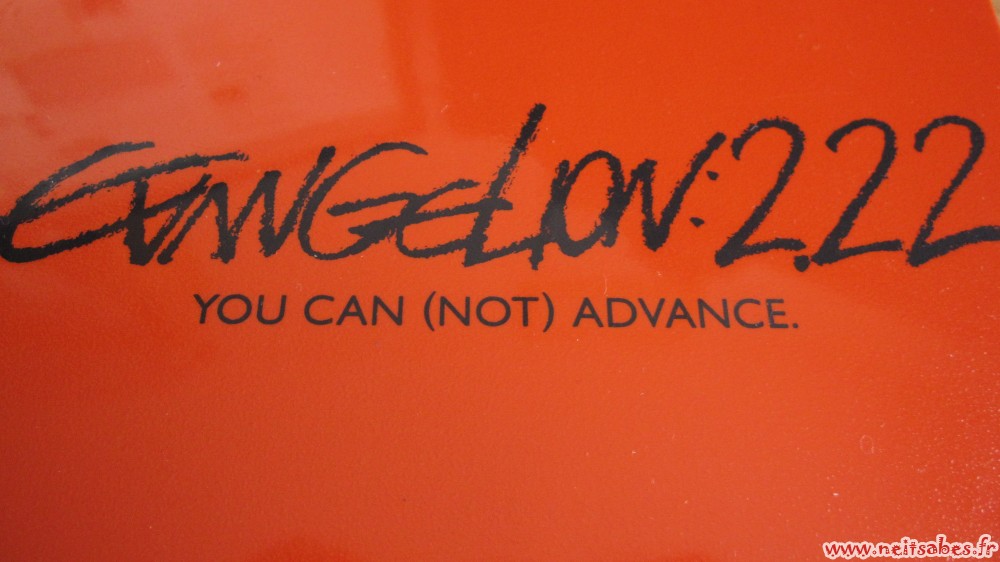 EVANGELION:2.22
YOU CAN (NOT) ADVANCE.
www.neitsabes.fr